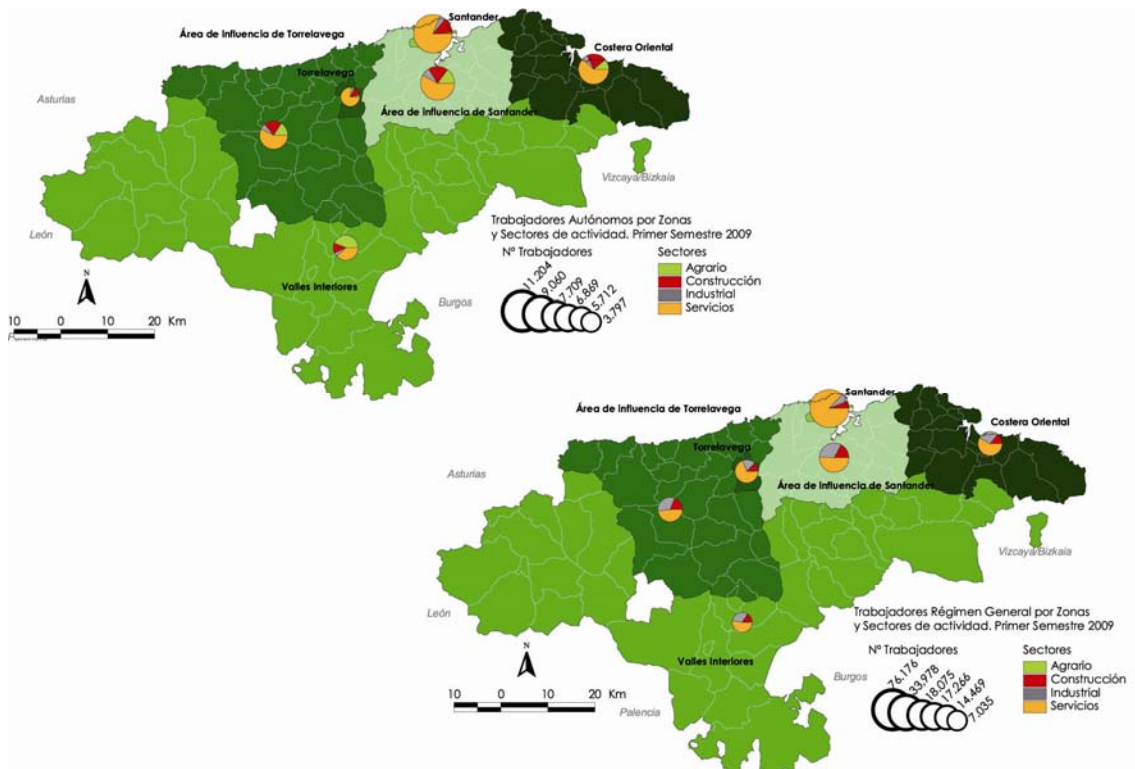 Santander
Área de influencia de Torrelavega
Costera Oriental
Torrelavega
Asturias
Área de influencia de Santander
Vizcaya/Bizkaia
León
Trabajadores Autónomos por Zonas
y Sectores de actividad. Primer Semestre 2009
Nº Trabajadores
11.204
9.060
7.709
6.869
5.712
3.797
Sectores
Agrario
Construcción
Industrial
Servicios
N
Valles Interiores
Burgos
10 0 10 20 Km
Santander
Área de influencia de Torrelavega
Costera Oriental
Torrelavega
Asturias
Área de influencia de Santander
Vizcaya/Bizkaia
León
Trabajadores Régimen General por Zonas
y Sectores de actividad. Primer Semestre 2009
Nº Trabajadores
76.176
33.978
18.075
17.266
14.469
7.035
Sectores
Agrario
Construcción
Industrial
Servicios
N
Valles Interiores
Burgos
10 0 10 20 Km
Palencia